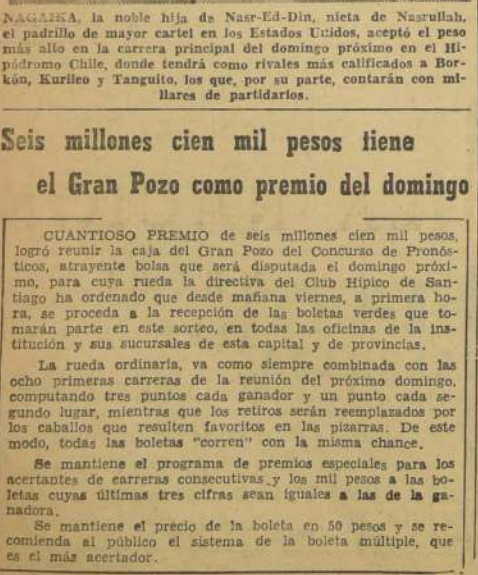 NAGAIKA, la noble hija de Nasr-Ed-Din, nieta de Nasrullah,
el padrillo de mayor cartel en los Estados Unidos, aceptó el peso
más alto en la carrera principal del domingo próximo en el Hi-
pódromo Chile, donde tendrá como rivales más calificados a Bor-
kón, Kurileo y Tanguito, los que, por su parte, contarán con mi-
llares de partidarios.
Seis millones cien mil pesos tiene
el Gran Pozo como premio del domingo
CUANTIOSO PREMIO de seis millones cien mil pesos,
logró reunir la caja del Gran Pozo del Concurso de Pronós-
ticos, atrayente bolsa que será disputada el domingo próxi-
mo, para cuya rueda la directiva del Club Hípico de San-
tiago ha ordenado que desde mañana viernes, a primera ho-
ra, se proceda a la recepción de las boletas verdes que to-
marán parte en este sorteo, en todas las oficinas de la ins-
titución y sus sucursales de esta capital y de provincias.
La rueda ordinaria, va como siempre combinada con las
ocho primeras carreras de la reunión del próximo domingo,
computando tres puntos cada ganador y un punto cada se-
gundo lugar, mientras que los retiros serán reemplazados por
los caballos que resulten favoritos en las pizarras. De este
modo, todas las boletas "corren" con la misma chance.
Se mantiene el programa de premios especiales para los
acertantes de carreras consecutivas y los mil pesos a las bo-
letas cuyas últimas tres cifras sean iguales a las de la ga-
nadora.
Se mantiene el precio de la boleta en 50 pesos y se re-
comienda al público el sistema de la boleta múltiple, que
es el más acertador.